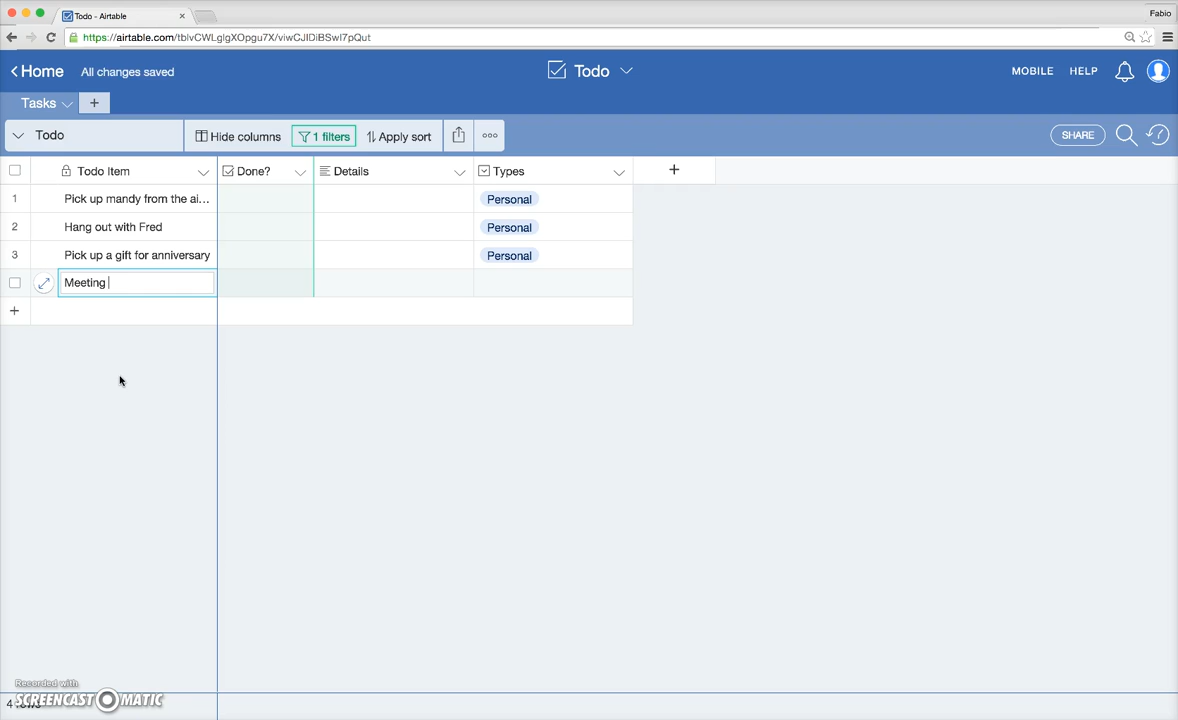 Todo - Airtable
Fabio
https://airtable.com/tblvCWLglgXOpgu7X/viwCJIDiBSwI7pQut
Home
All changes saved
Todo
MOBILE
HELP
Tasks
+
Todo
Hide columns
1 filters
Apply sort
SHARE
Todo Item
Done?
Details
Types
+
1
Pick up mandy from the ai...
Personal
2
Hang out with Fred
Personal
3
Pick up a gift for anniversary
Personal
Meeting
+
Recorded with
SCREENCAST-O-MATIC
4 rows